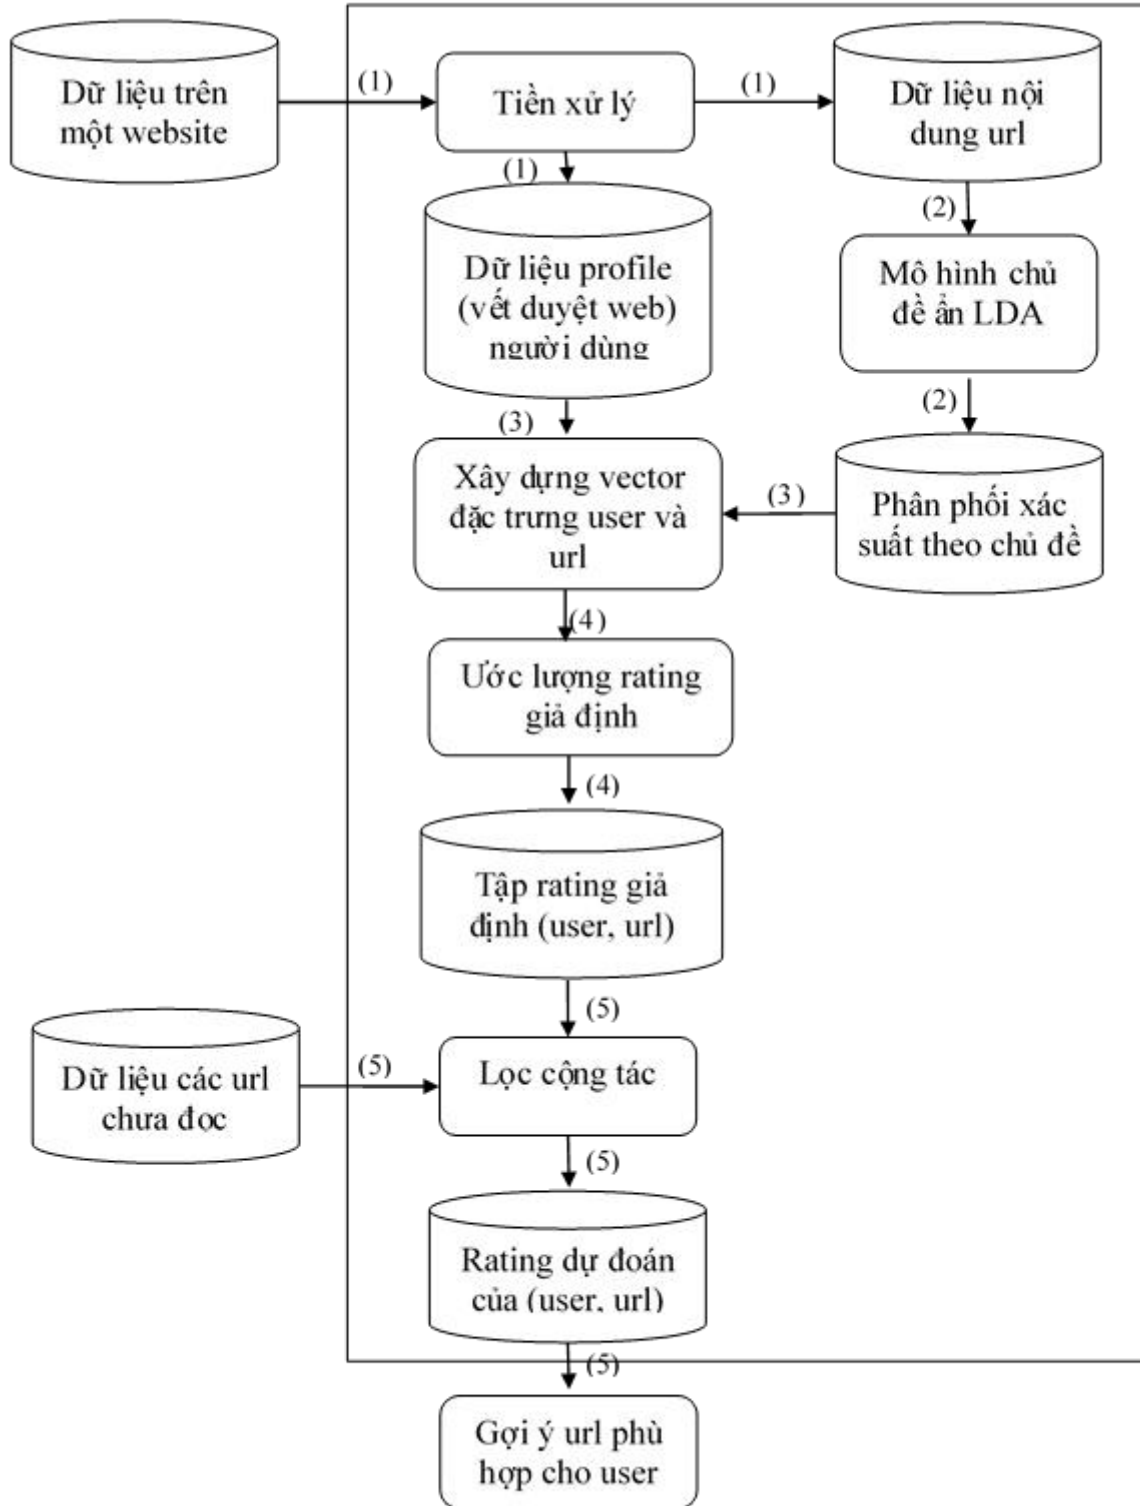 Dữ liệu trên
một website
(1)
Tiền xử lý
(1)
Dữ liệu nội
dung url
(1)
(2)
Dữ liệu profile
(vết duyệt web)
người dùng
Mô hình chủ
đề ẩn LDA
(2)
(3)
Xây dựng vector
đặc trưng user và
url
(3)
Phân phối xác
suất theo chủ đề
(4)
Ước lượng rating
giả định
(4)
Tập rating giả
định (user, url)
(5)
Dữ liệu các url
chưa đọc
(5)
Lọc cộng tác
(5)
Rating dự đoán
của (user, url)
(5)
Gợi ý url phù
hợp cho user